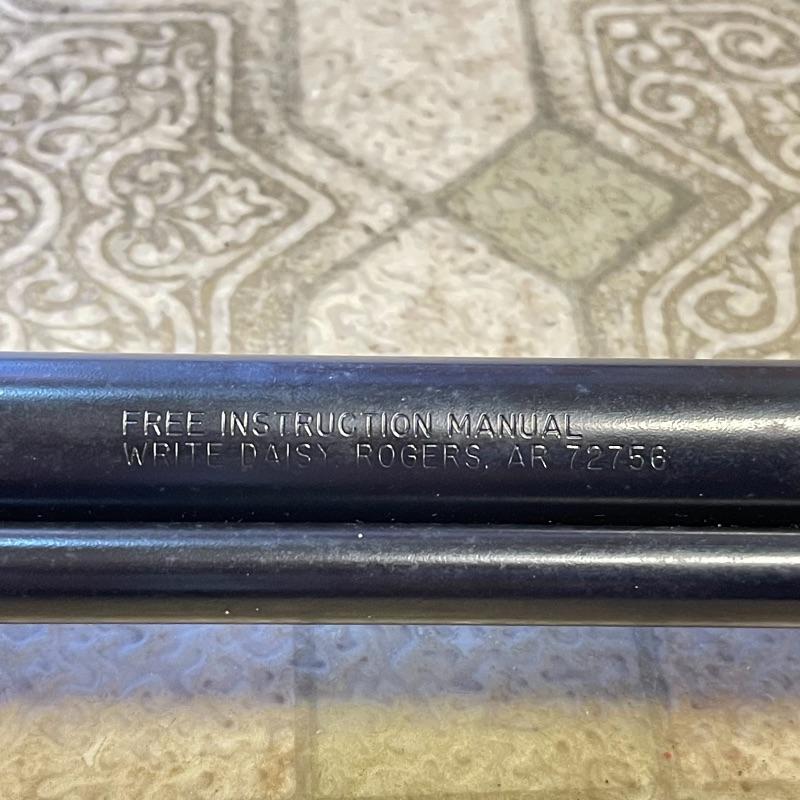 FREE INSTRUCTION MANUAL
WRITE DAISY, ROGERS, AR 72756